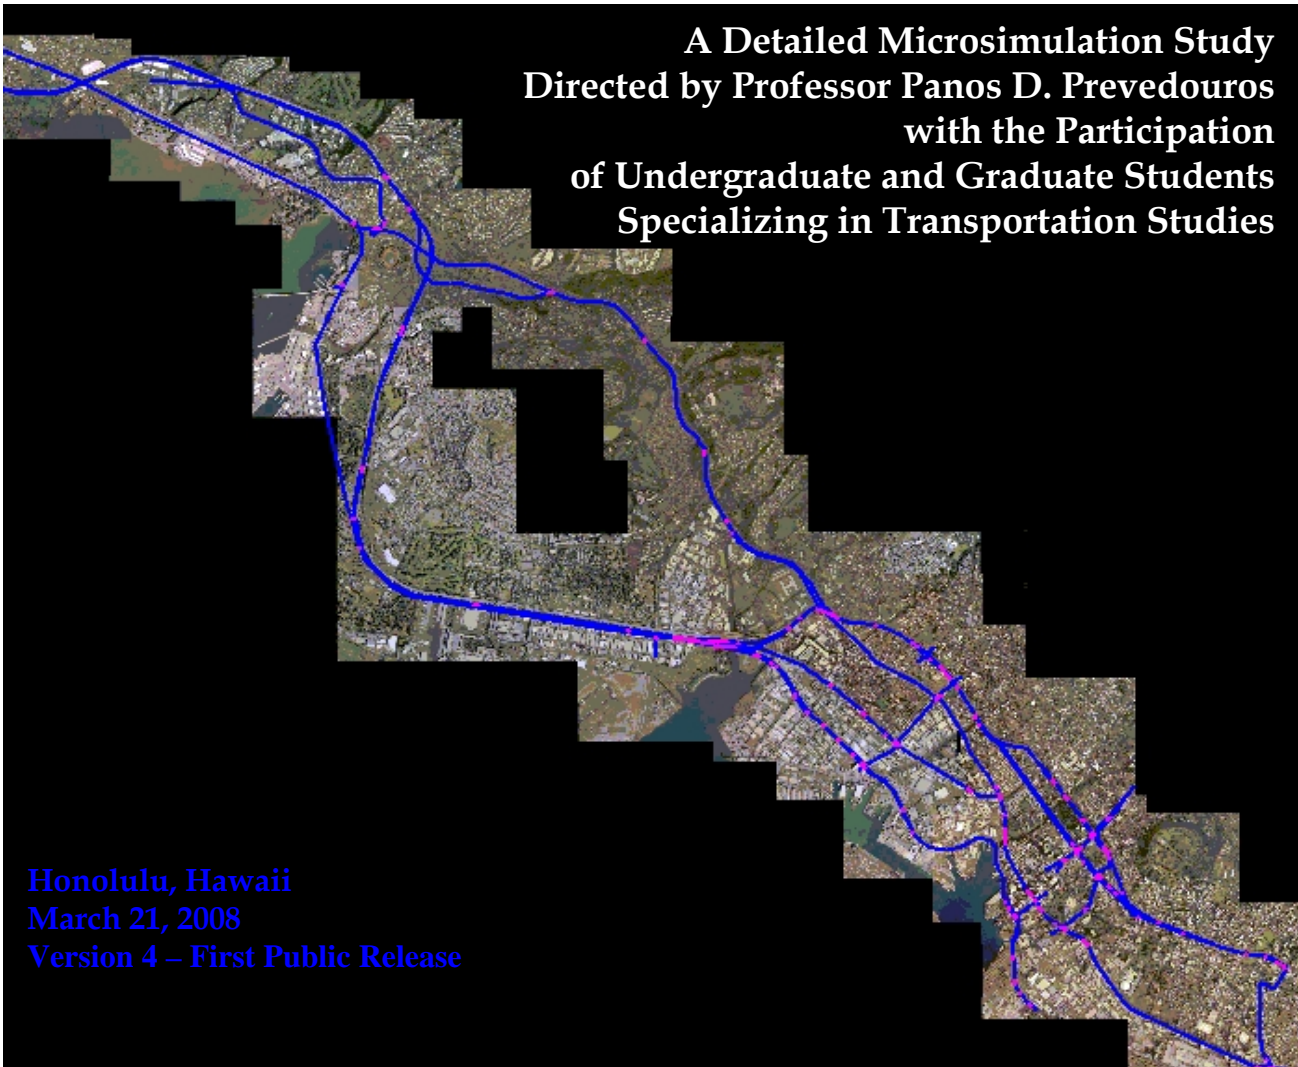 A Detailed Microsimulation Study
Directed by Professor Panos D. Prevedouros
with the Participation
of Undergraduate and Graduate Students
Specializing in Transportation Studies
Honolulu, Hawaii
March 21, 2008
Version 4 – First Public Release